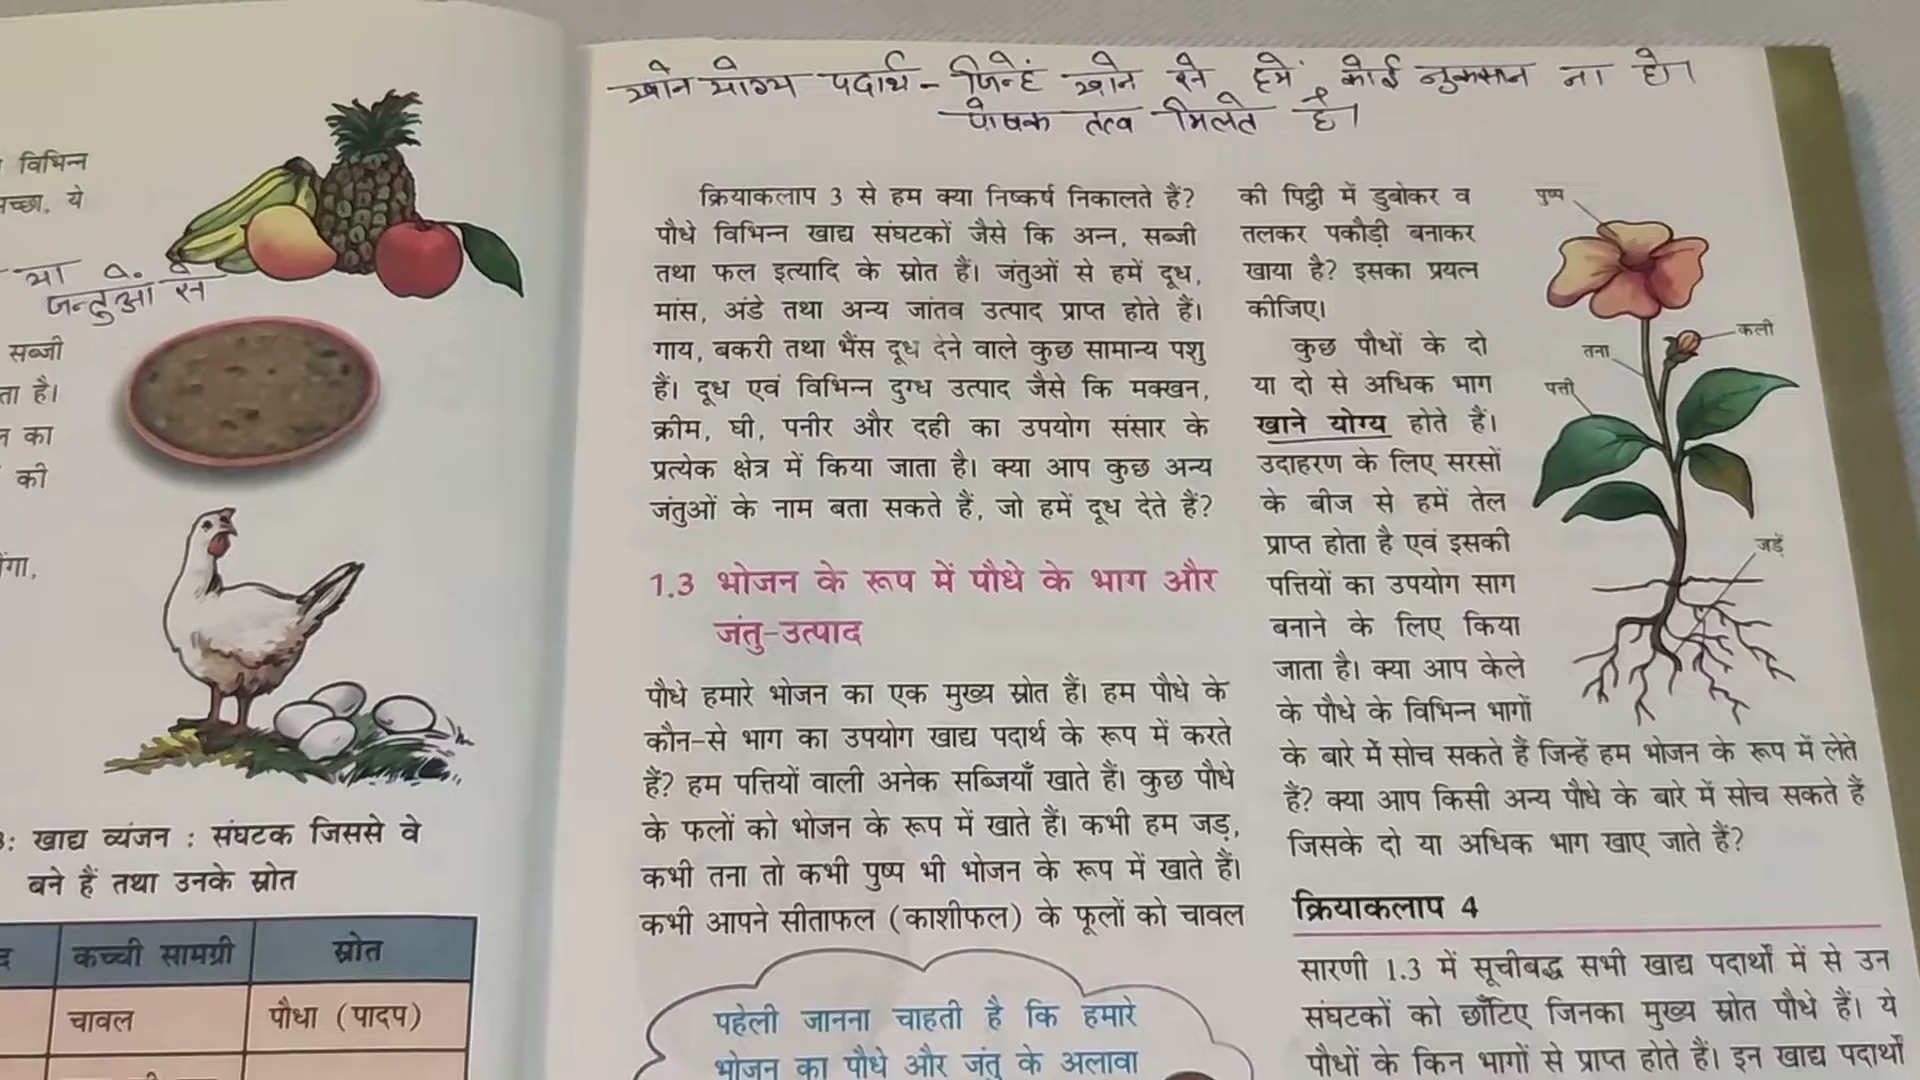 विभिन्न
ये
या
जन्तुओं से
सब्जी
ता है।
का
की
खाद्य व्यंजन : संघटक जिससे वे
बने हैं तथा उनके स्रोत
कच्ची सामग्री
स्रोत
चावल
पौधा (पादप)
खाने योग्य पदार्थ - जिन्हें खाने से हमें कोई नुकसान ना हो।
पोषक तत्व मिलते है।
क्रियाकलाप 3 से हम क्या निष्कर्ष निकालते हैं?
पौधे विभिन्न खाद्य संघटकों जैसे कि अन्न, सब्जी
तथा फल इत्यादि के स्रोत हैं। जंतुओं से हमें दूध,
मांस, अंडे तथा अन्य जांतव उत्पाद प्राप्त होते हैं।
गाय, बकरी तथा भैंस दूध देने वाले कुछ सामान्य पशु
हैं। दूध एवं विभिन्न दुग्ध उत्पाद जैसे कि मक्खन,
क्रीम, घी, पनीर और दही का उपयोग संसार के
प्रत्येक क्षेत्र में किया जाता है। क्या आप कुछ अन्य
जंतुओं के नाम बता सकते हैं, जो हमें दूध देते हैं?
1.3 भोजन के रूप में पौधे के भाग और
जंतु-उत्पाद
पौधे हमारे भोजन का एक मुख्य स्रोत हैं। हम पौधे के
कौन-से भाग का उपयोग खाद्य पदार्थ के रूप में करते
हैं? हम पत्तियों वाली अनेक सब्जियाँ खाते हैं। कुछ पौधे
के फलों को भोजन के रूप में खाते हैं। कभी हम जड़,
कभी तना तो कभी पुष्प भी भोजन के रूप में खाते हैं।
कभी आपने सीताफल (काशीफल) के फूलों को चावल
पहेली जानना चाहती है कि हमारे
भोजन का पौधे और जंतु के अलावा
की पिट्ठी में डुबोकर व
तलकर पकौड़ी बनाकर
खाया है? इसका प्रयत्न
कीजिए।
कुछ पौधों के दो
या दो से अधिक भाग
खाने योग्य होते हैं।
उदाहरण के लिए सरसों
के बीज से हमें तेल
प्राप्त होता है एवं इसकी
पत्तियों का उपयोग साग
बनाने के लिए किया
जाता है। क्या आप केले
के पौधे के विभिन्न भागों
के बारे में सोच सकते हैं जिन्हें हम भोजन के रूप में लेते
हैं? क्या आप किसी अन्य पौधे के बारे में सोच सकते हैं
जिसके दो या अधिक भाग खाए जाते हैं?
पुष्प
कली
तना
पत्ती
जड़ें
क्रियाकलाप 4
सारणी 1.3 में सूचीबद्ध सभी खाद्य पदार्थों में से उन
संघटकों को छाँटिए जिनका मुख्य स्रोत पौधे हैं। ये
पौधों के किन भागों से प्राप्त होते हैं। इन खाद्य पदार्थों